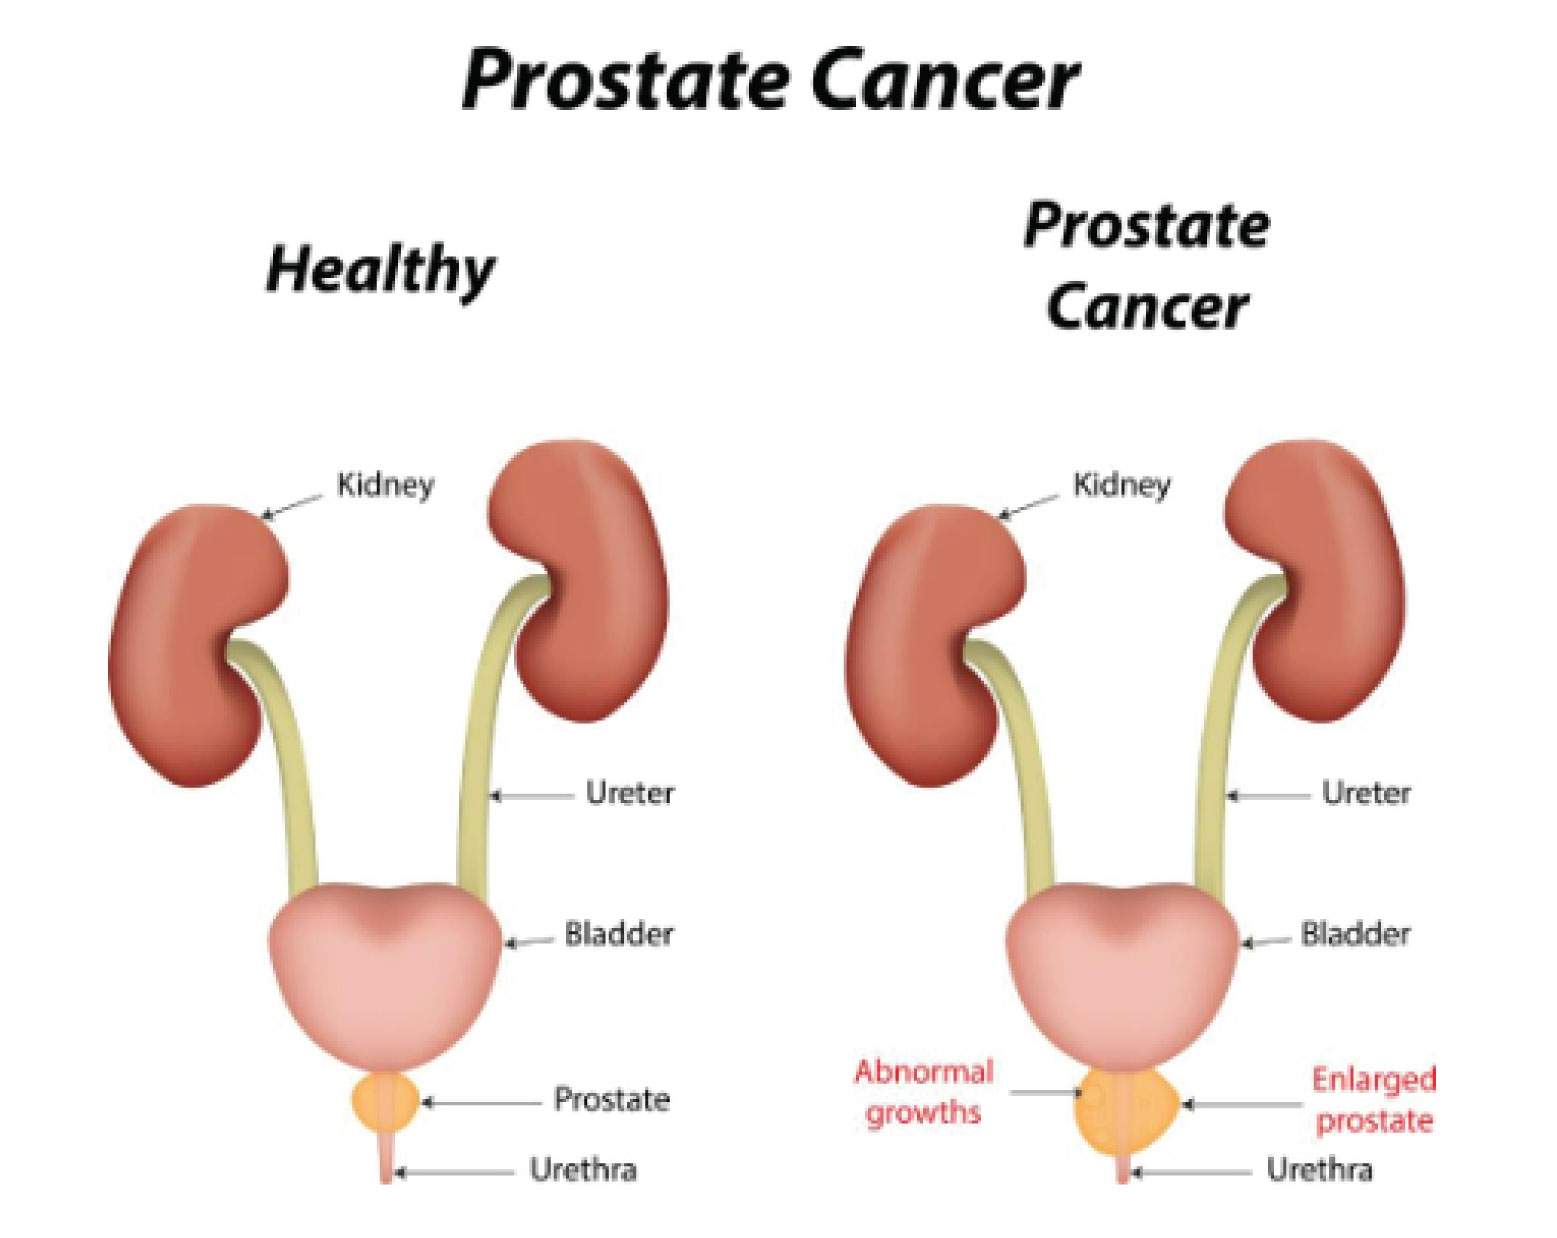 Prostate Cancer
Healthy
Prostate
Cancer
Kidney
Ureter
Bladder
Prostate
Urethra
Kidney
Ureter
Bladder
Abnormal
growths
Enlarged
prostate
Urethra